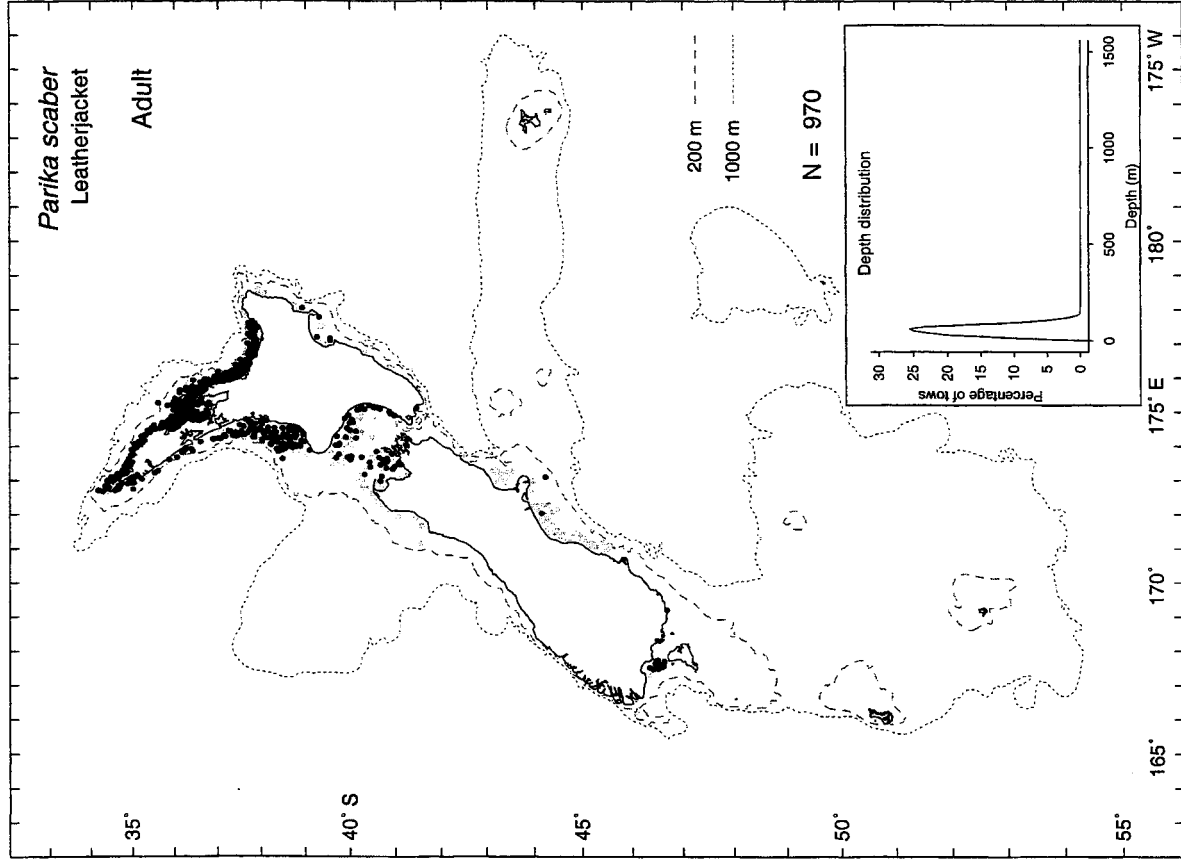 Parika scaber
Leatherjacket
Adult
35°
40° S
45°
50°
55°
165°
170°
175° E
180°
175° W
200 m
1000 m
N = 970
Depth distribution
Percentage of tows
30
25
20
15
10
5
0
0
500
1000
1500
Depth (m)